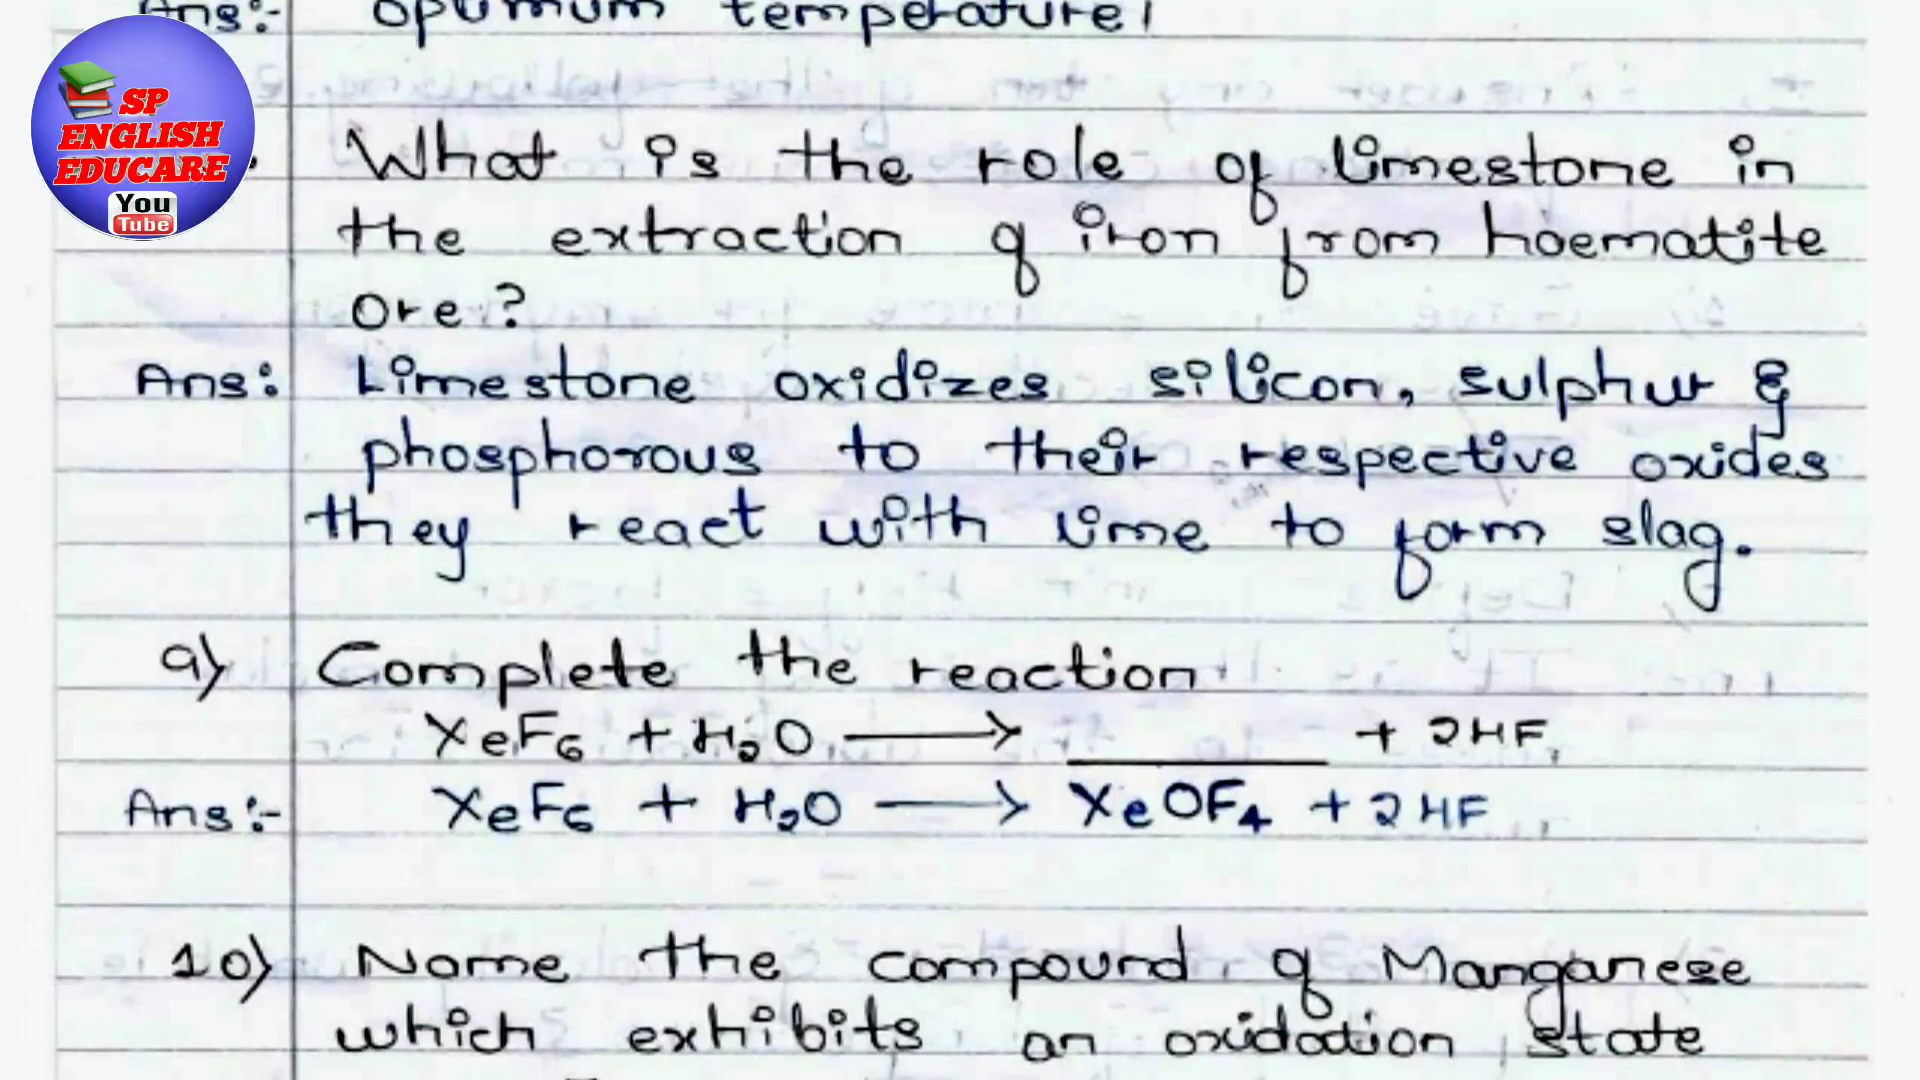 Ans:- optimum temperature.
SP
ENGLISH
EDUCARE
You
Tube
What is the role of limestone in
the extraction of iron from haematite
ore?
Ans: Limestone oxidizes silicon, sulphur &
phosphorous to their respective oxides
they react with lime to form slag.
9) Complete the reaction
XeF₆ + H₂O ⟶ ________ + 2HF
Ans:- XeF₆ + H₂O ⟶ XeOF₄ + 2HF
10) Name the compound of Manganese
which exhibits an oxidation state